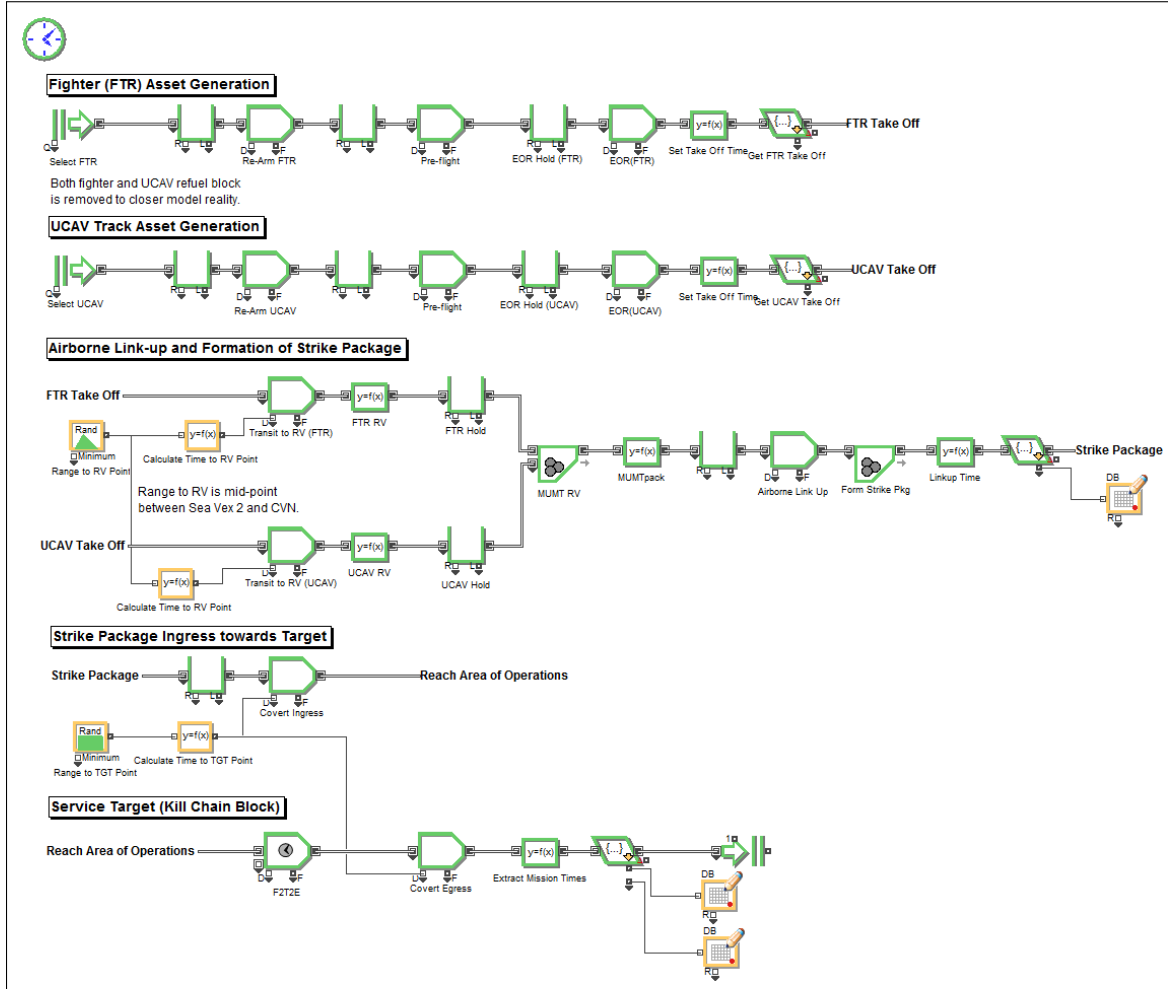 Fighter (FTR) Asset Generation
Q
Select FTR
R L
D F
Re-Arm FTR
R L
D F
Pre-flight
R L
EOR Hold (FTR)
D F
EOR(FTR)
y=f(x)
Set Take Off Time
{...}
Get FTR Take Off
FTR Take Off
Both fighter and UCAV refuel block
is removed to closer model reality.
UCAV Track Asset Generation
Q
Select UCAV
R L
D F
Re-Arm UCAV
R L
D F
Pre-flight
R L
EOR Hold (UCAV)
D F
EOR(UCAV)
y=f(x)
Set Take Off Time
{...}
Get UCAV Take Off
UCAV Take Off
Airborne Link-up and Formation of Strike Package
FTR Take Off
D F
Transit to RV (FTR)
y=f(x)
FTR RV
R L
FTR Hold
Rand
Minimum
Range to RV Point
y=f(x)
Calculate Time to RV Point
MUMT RV
y=f(x)
MUMTpack
R L
D F
Airborne Link Up
Form Strike Pkg
y=f(x)
Linkup Time
{...}
Strike Package
DB
R
Range to RV is mid-point
between Sea Vex 2 and CVN.
UCAV Take Off
D F
Transit to RV (UCAV)
y=f(x)
UCAV RV
R L
UCAV Hold
y=f(x)
Calculate Time to RV Point
Strike Package Ingress towards Target
Strike Package
R L
D F
Covert Ingress
Reach Area of Operations
Rand
Minimum
Range to TGT Point
y=f(x)
Calculate Time to TGT Point
Service Target (Kill Chain Block)
Reach Area of Operations
D F
F2T2E
D F
Covert Egress
y=f(x)
Extract Mission Times
{...}
1
DB
R
DB
R